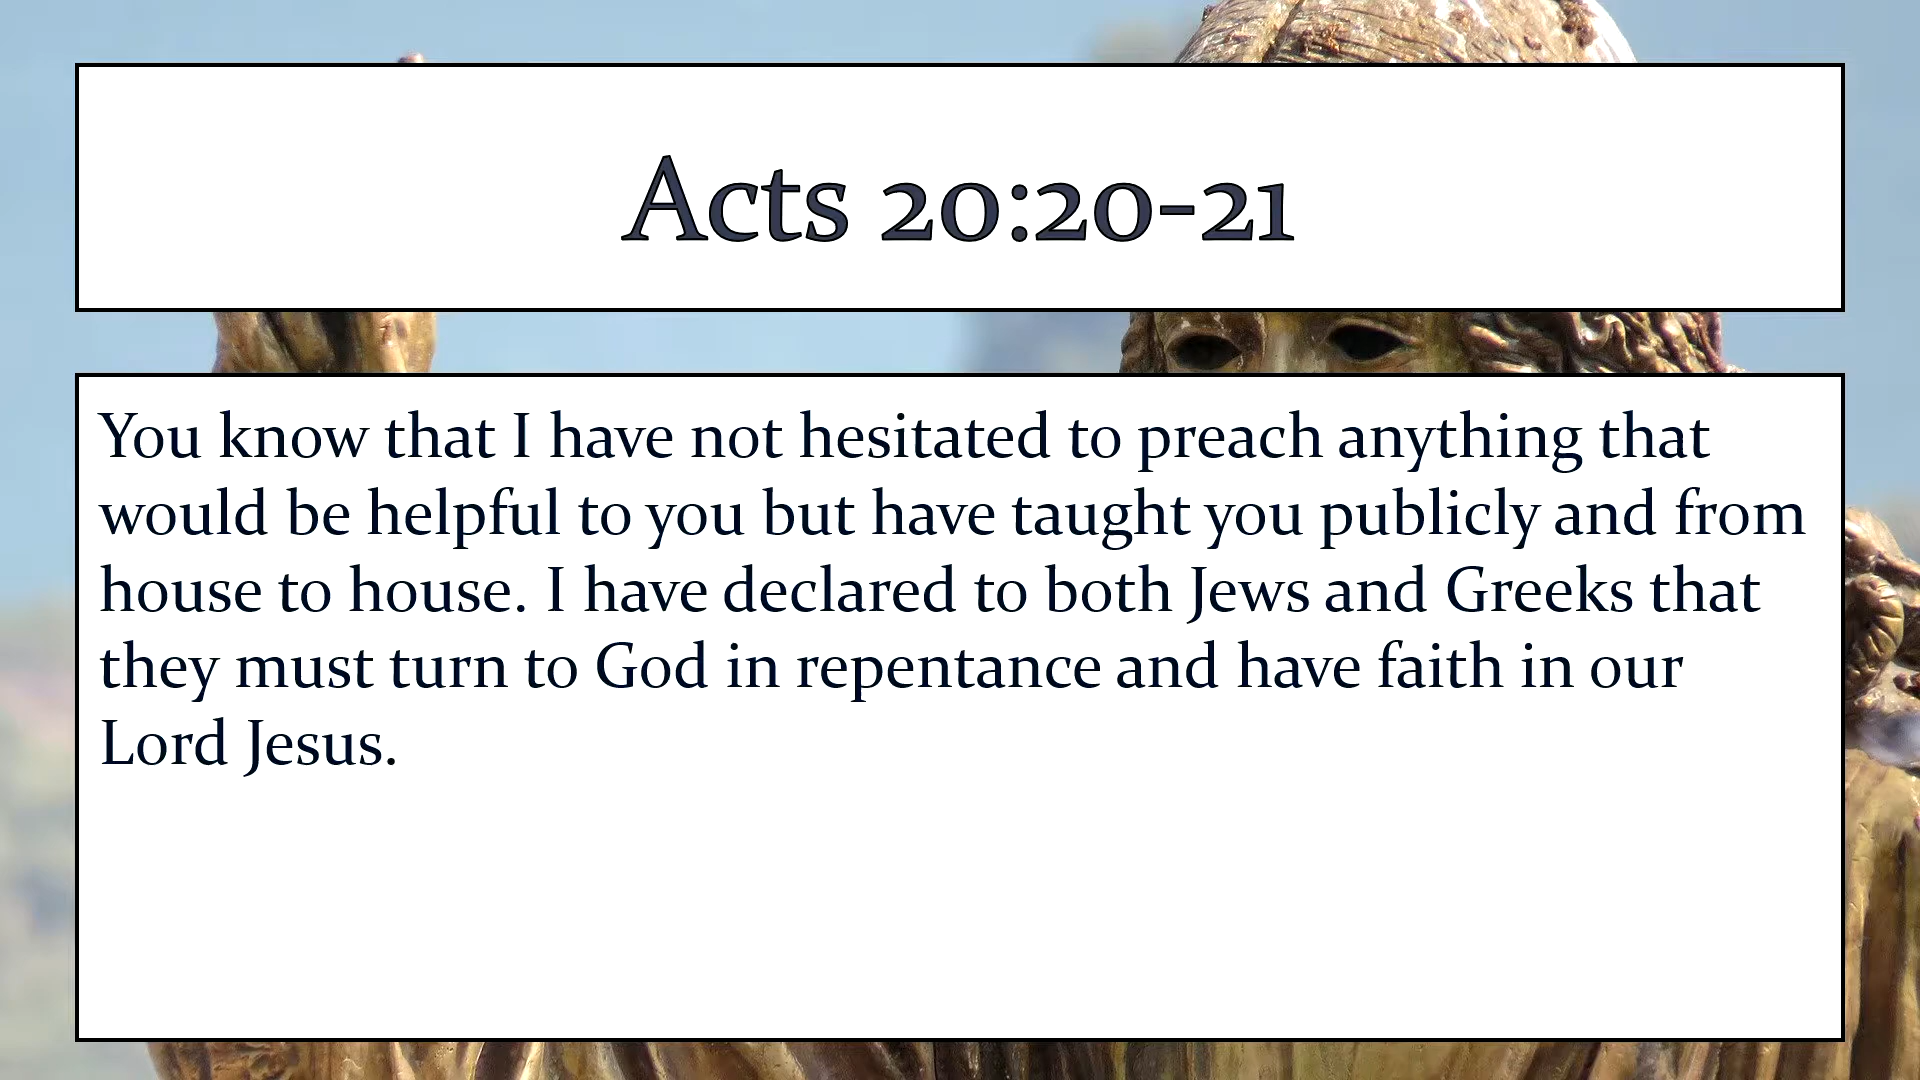 Acts 20:20-21
You know that I have not hesitated to preach anything that
would be helpful to you but have taught you publicly and from
house to house. I have declared to both Jews and Greeks that
they must turn to God in repentance and have faith in our
Lord Jesus.